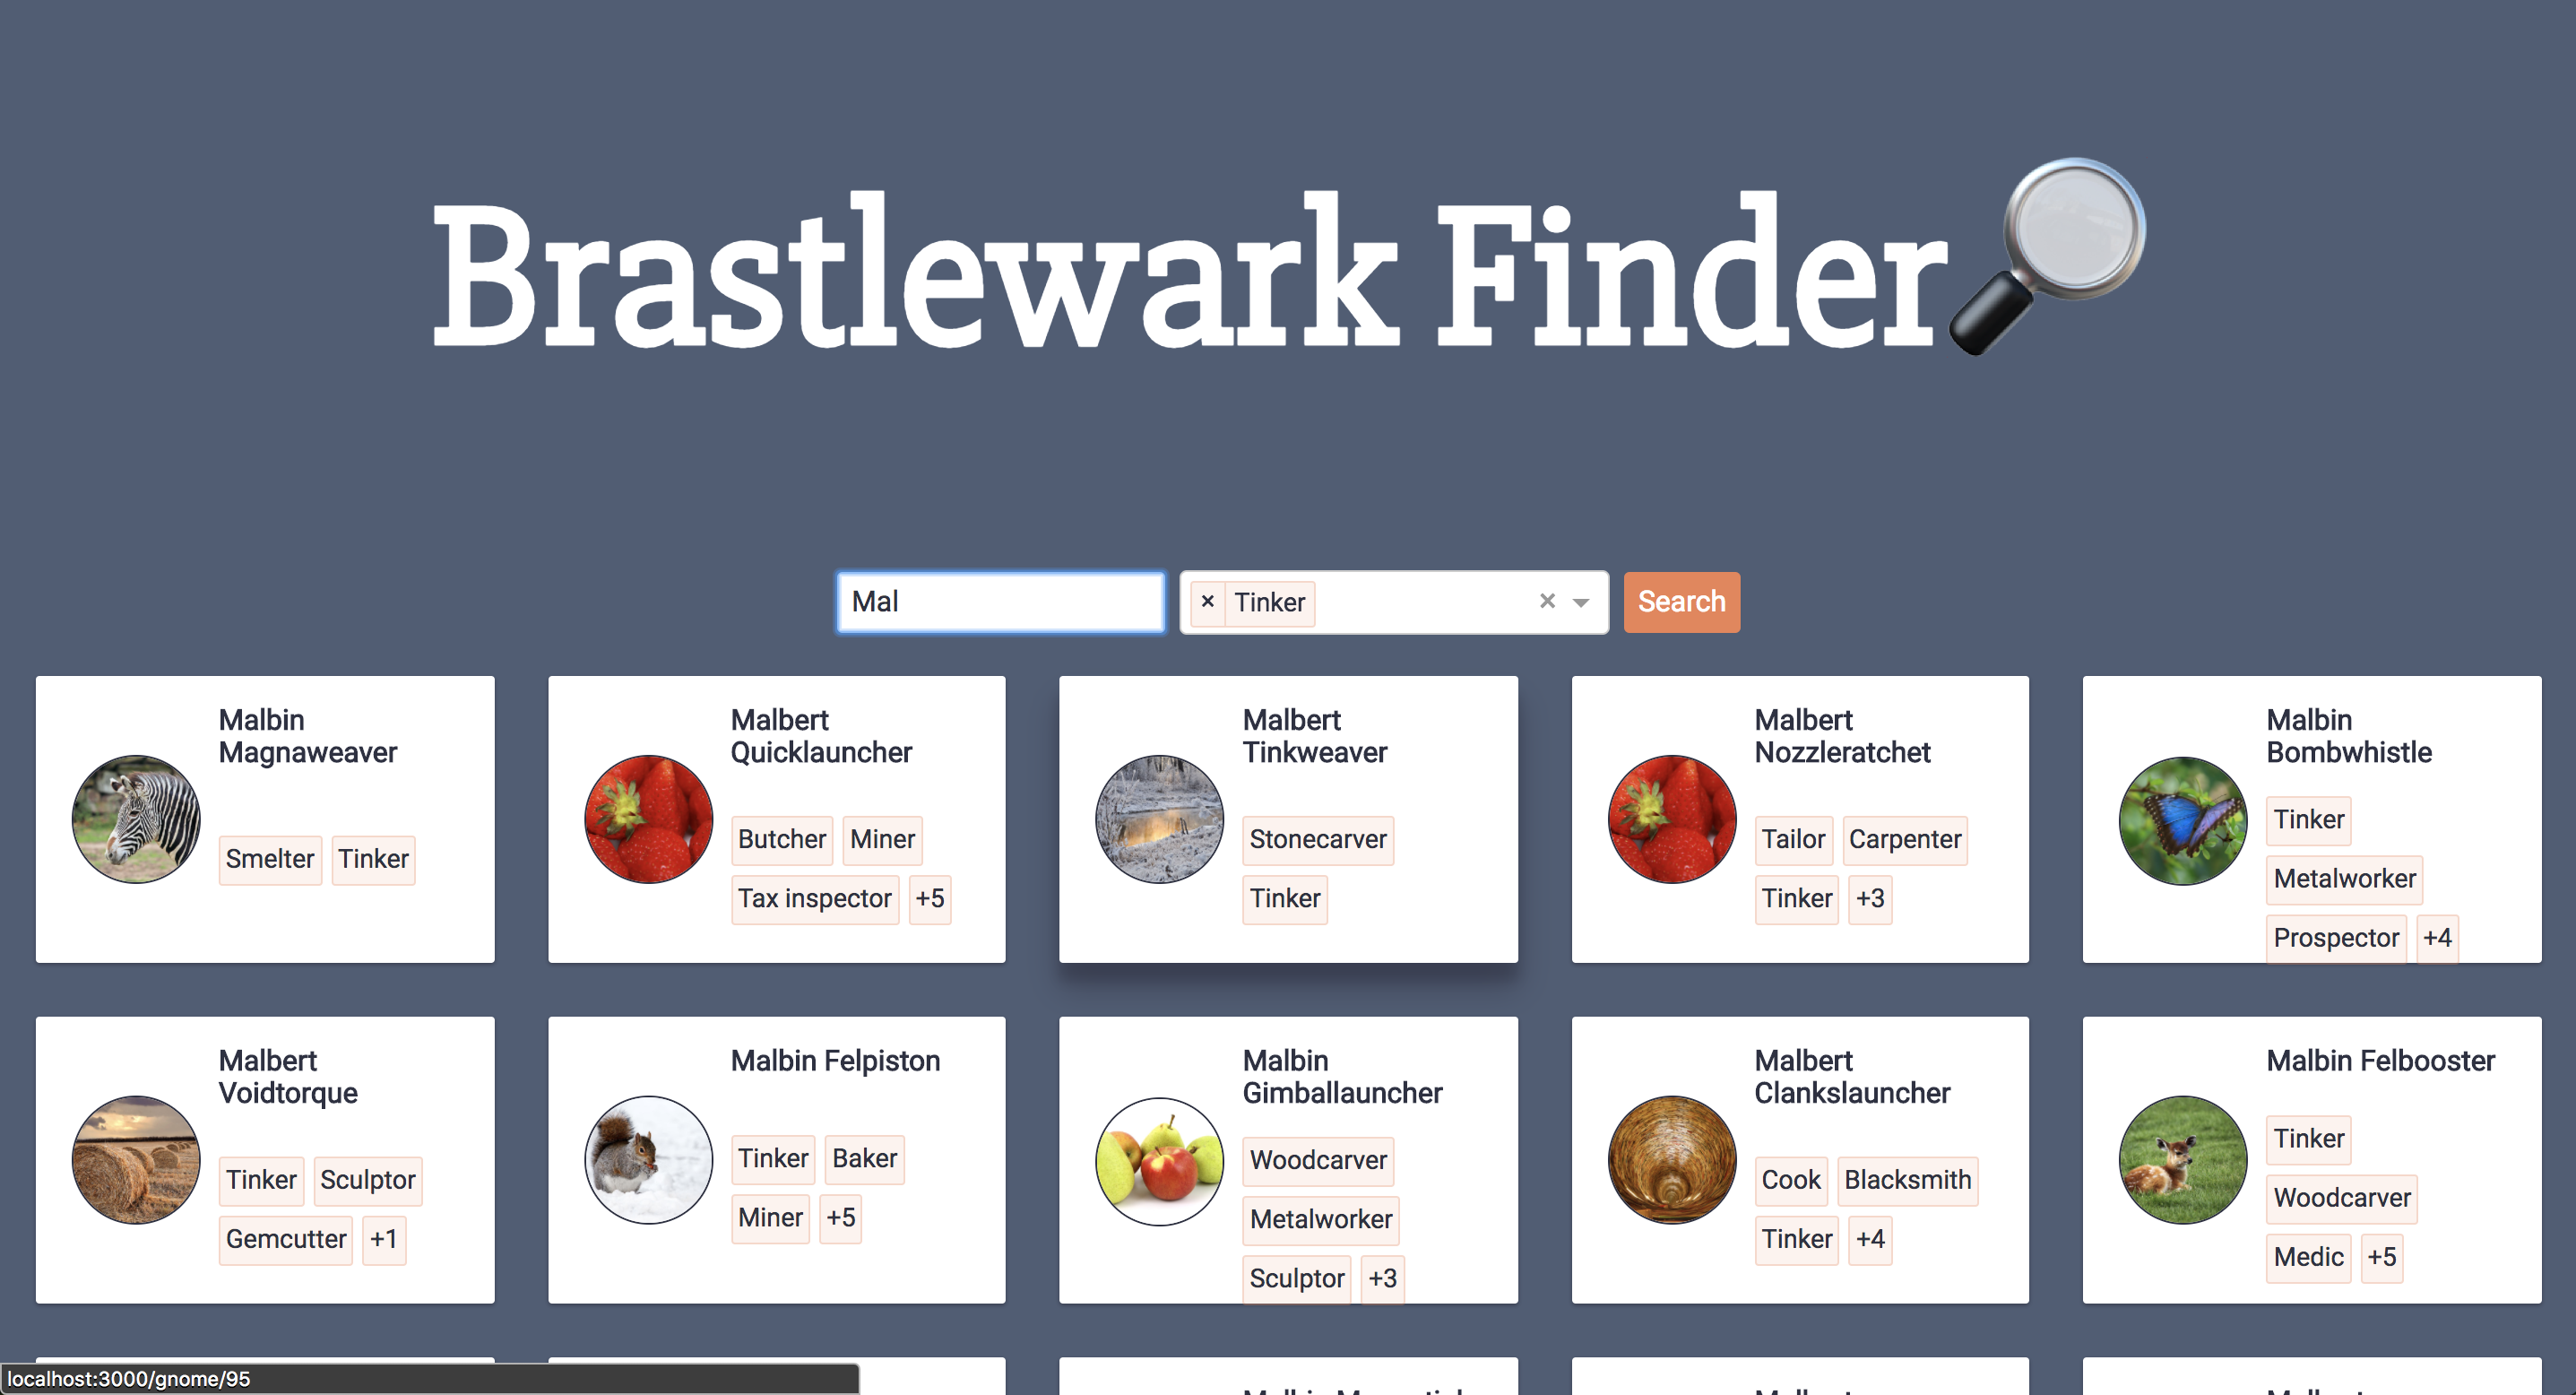 Brastlewark Finder
Mal
× Tinker × Search
Malbin
Magnaweaver
Smelter Tinker
Malbert
Quicklauncher
Butcher Miner
Tax inspector +5
Malbert
Tinkweaver
Stonecarver
Tinker
Malbert
Nozzleratchet
Tailor Carpenter
Tinker +3
Malbin
Bombwhistle
Tinker
Metalworker
Prospector +4
Malbert
Voidtorque
Tinker Sculptor
Gemcutter +1
Malbin Felpiston
Tinker Baker
Miner +5
Malbin
Gimballauncher
Woodcarver
Metalworker
Sculptor +3
Malbert
Clankslauncher
Cook Blacksmith
Tinker +4
Malbin Felbooster
Tinker
Woodcarver
Medic +5
localhost:3000/gnome/95